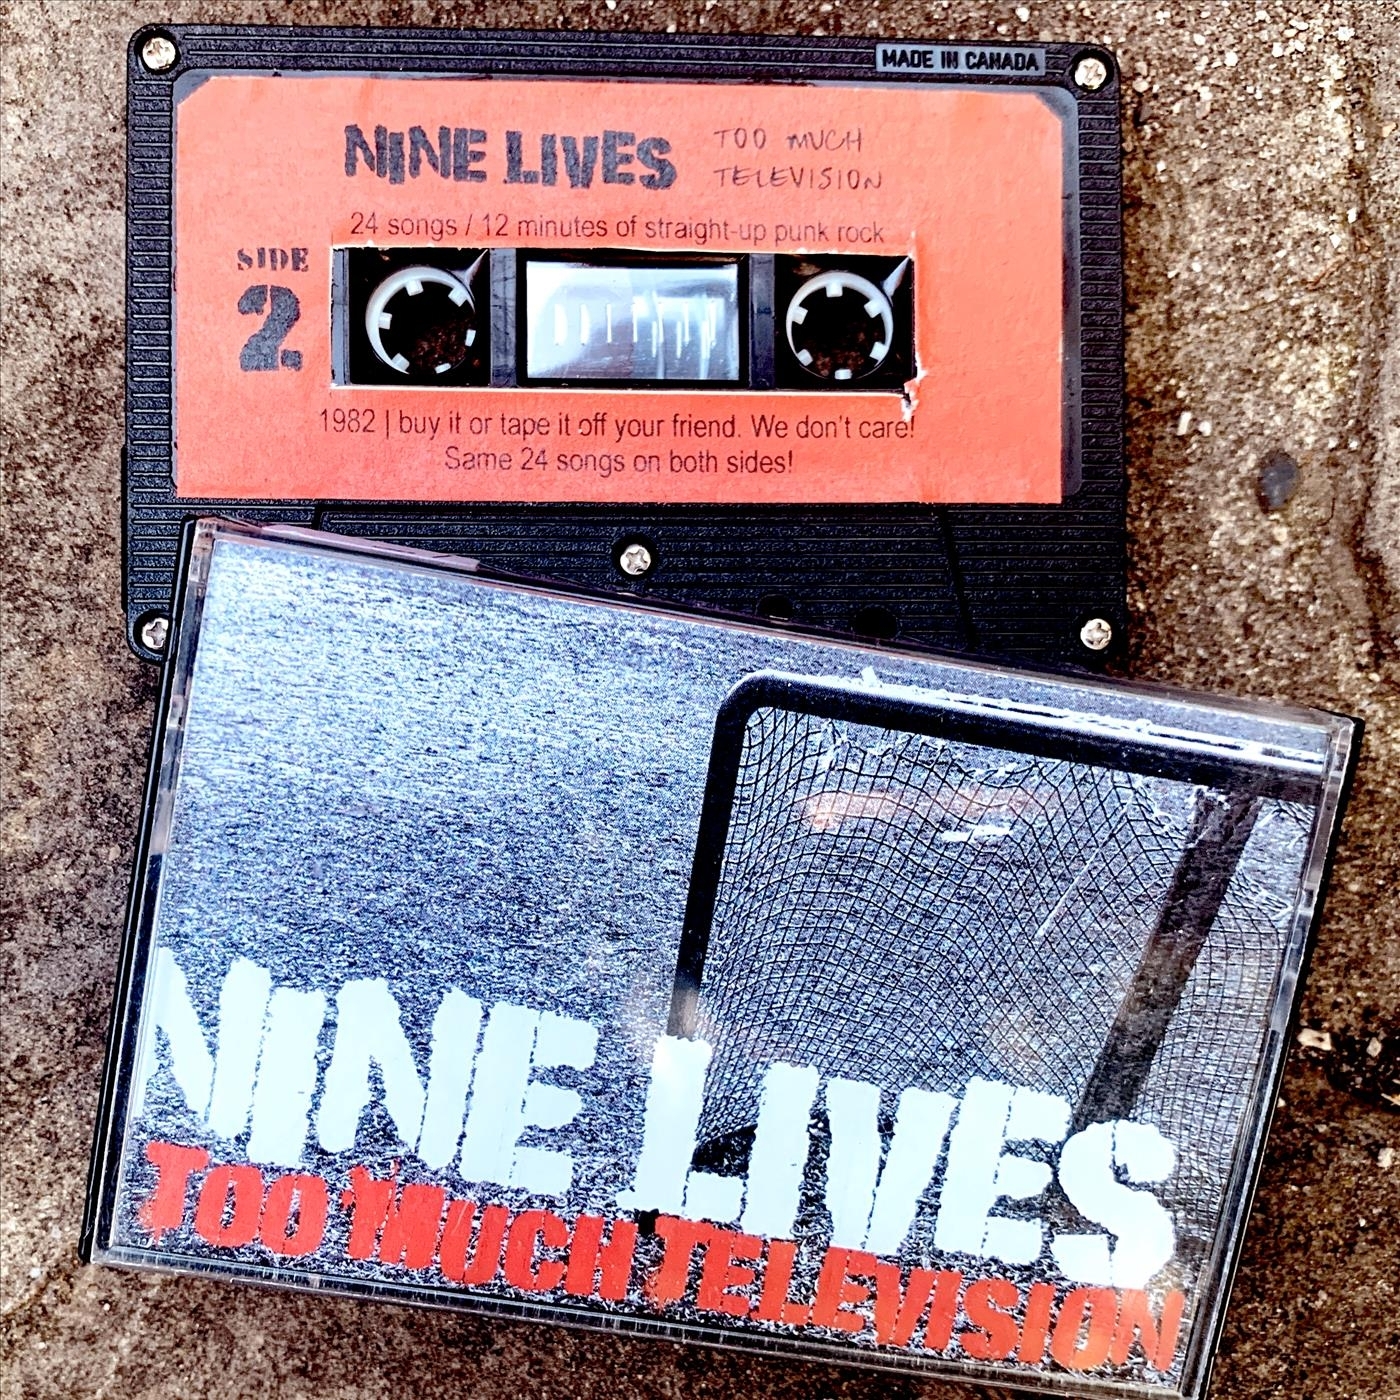 MADE IN CANADA
NINE LIVES
TOO MUCH
TELEVISION
24 songs / 12 minutes of straight-up punk rock
SIDE
2
1982 | buy it or tape it off your friend. We don't care!
Same 24 songs on both sides!
NINE LIVES
TOO MUCH TELEVISION